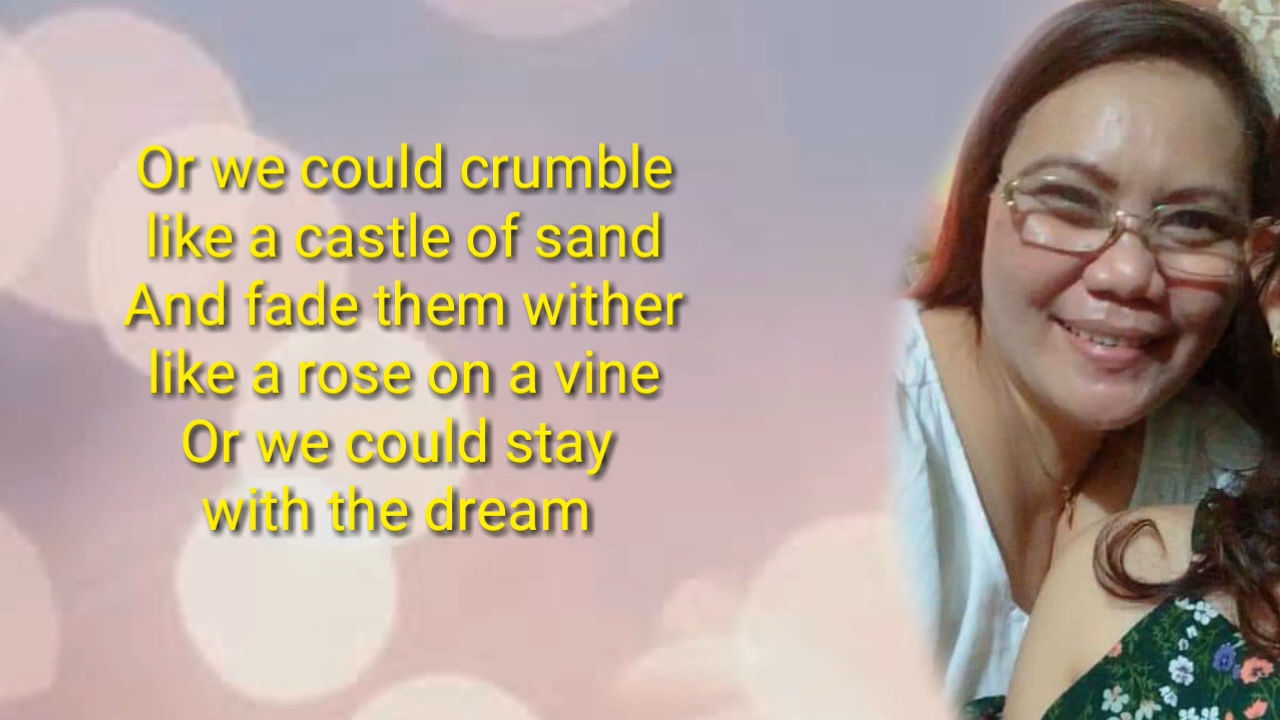 Or we could crumble
like a castle of sand
And fade them wither
like a rose on a vine
Or we could stay
with the dream